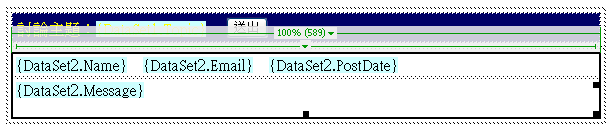 討論主題：
送出
100% (589)
{DataSet2.Name} {DataSet2.Email} {DataSet2.PostDate}
{DataSet2.Message}